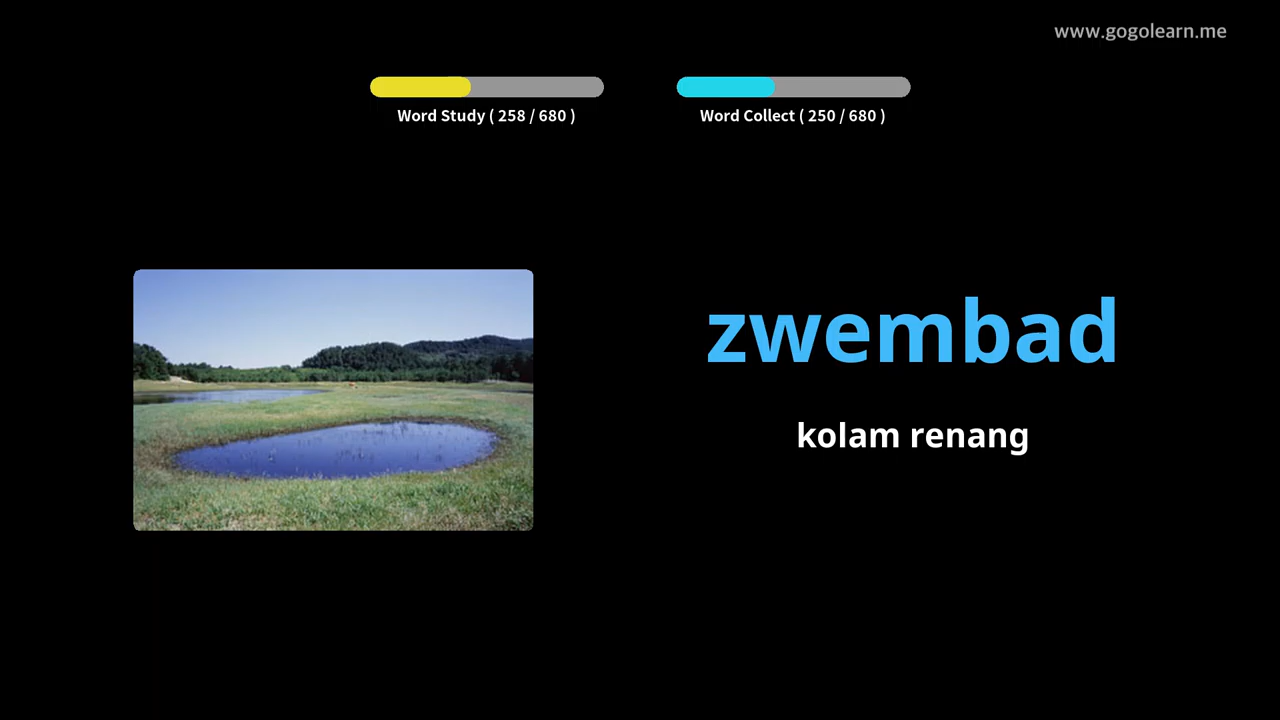 www.gogolearn.me
Word Study ( 258 / 680 )
Word Collect ( 250 / 680 )
zwembad
kolam renang